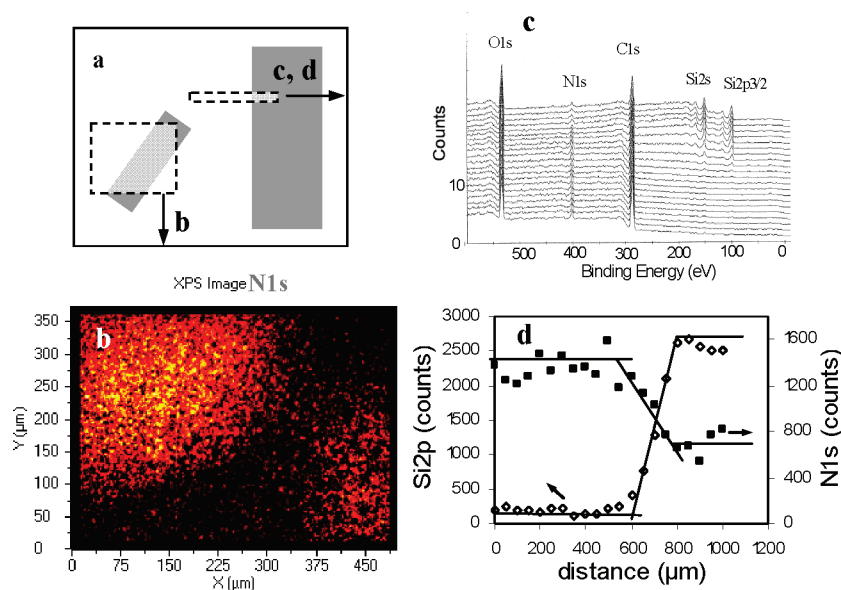 a
c, d
b
c
O1s
C1s
N1s
Si2s
Si2p3/2
Counts
10
0
500 400 300 200 100 0
Binding Energy (eV)
XPS Image N1s
b
350
300
250
200
150
100
50
0
Y (µm)
0 75 150 225 300 375 450
X (µm)
d
3000
2500
2000
1500
1000
500
0
Si2p (counts)
1600
1200
800
400
0
N1s (counts)
0 200 400 600 800 1000 1200
distance (µm)